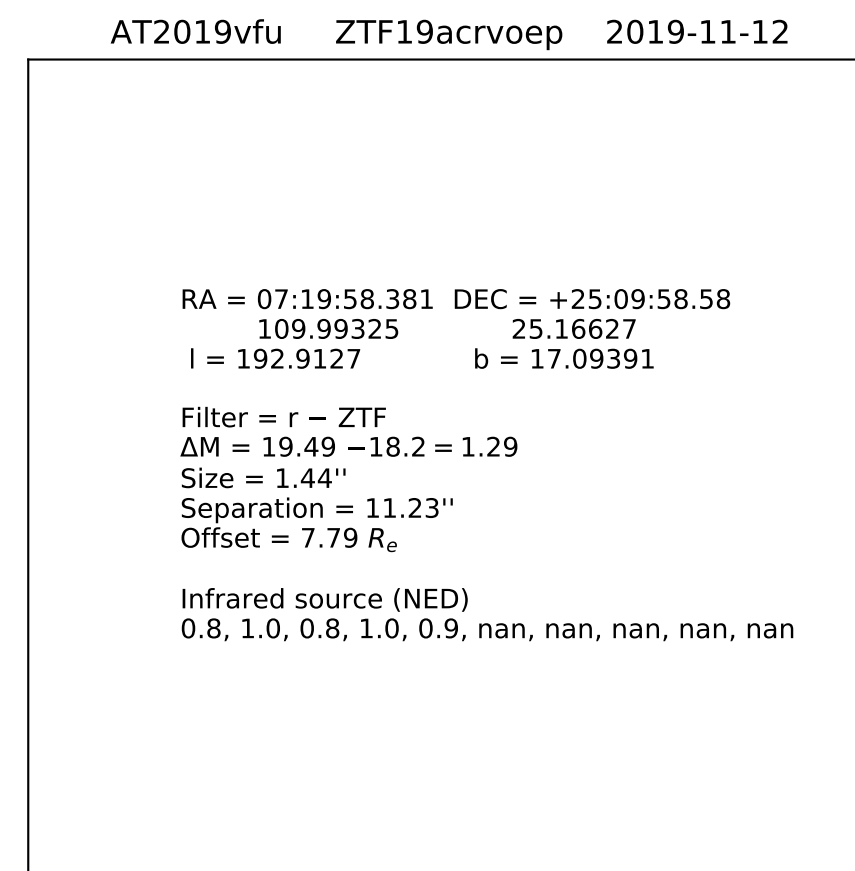 AT2019vfu ZTF19acrvoep 2019-11-12
RA = 07:19:58.381 DEC = +25:09:58.58
109.99325 25.16627
l = 192.9127 b = 17.09391
Filter = r − ZTF
ΔM = 19.49 −18.2 = 1.29
Size = 1.44''
Separation = 11.23''
Offset = 7.79 Re
Infrared source (NED)
0.8, 1.0, 0.8, 1.0, 0.9, nan, nan, nan, nan, nan